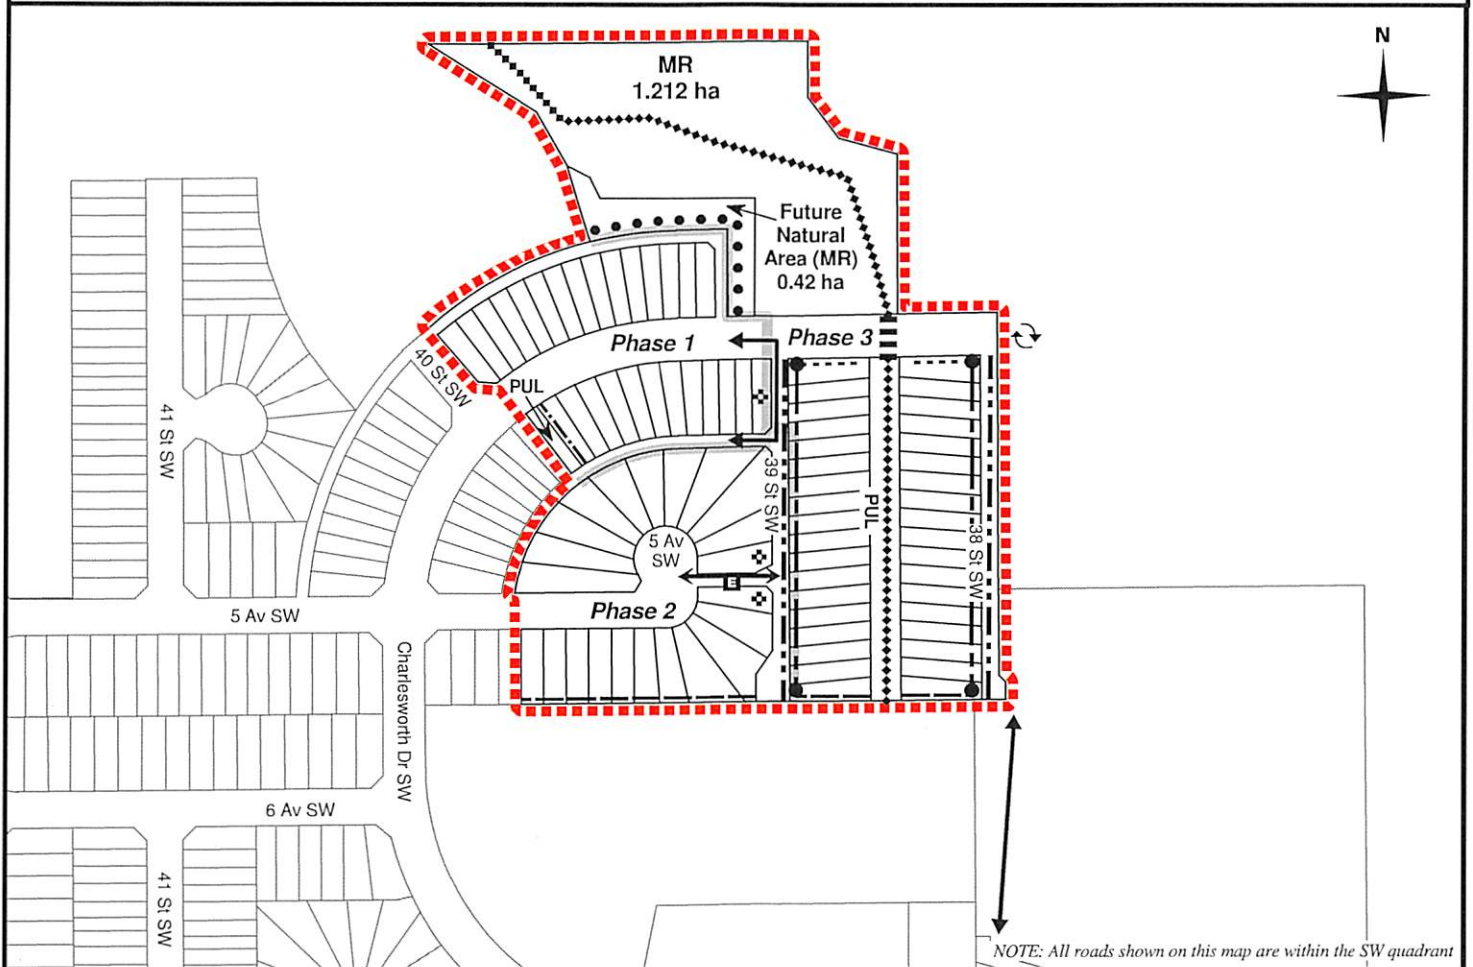 N
MR
1.212 ha
Future
Natural
Area (MR)
0.42 ha
Phase 3
Phase 1
40 St SW
PUL
41 St SW
39 St SW
PUL
38 St SW
5 Av
SW
E
Phase 2
5 Av SW
Charlesworth Dr SW
6 Av SW
41 St SW
NOTE: All roads shown on this map are within the SW quadrant